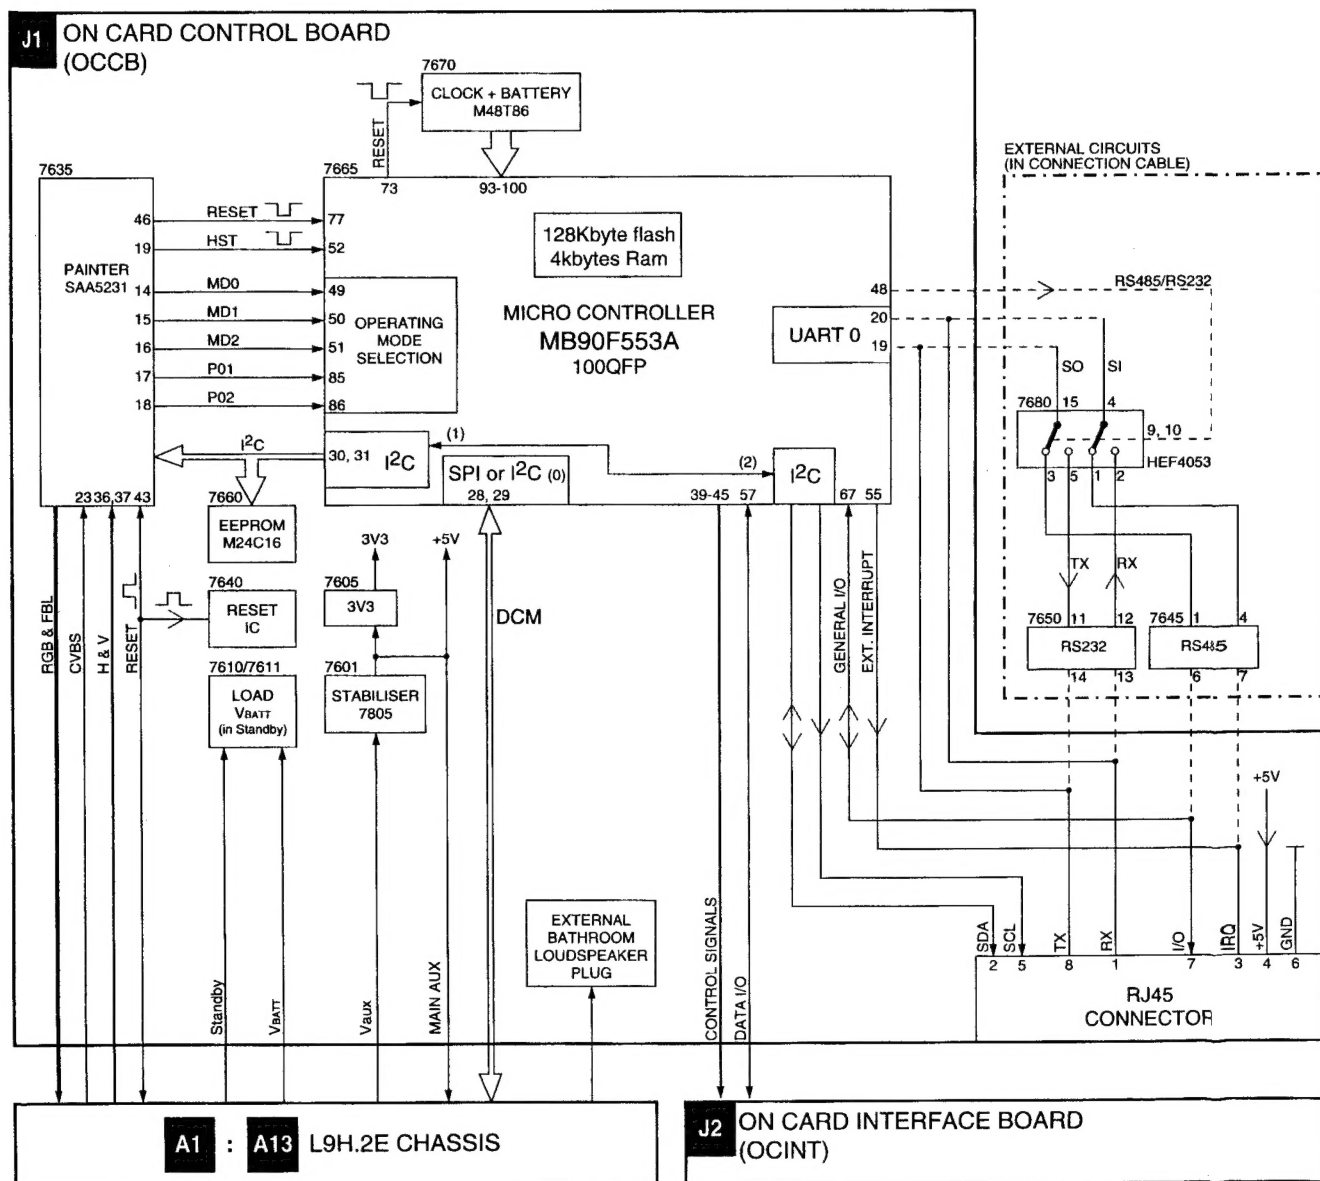 J1 ON CARD CONTROL BOARD
(OCCB)
7670
CLOCK + BATTERY
M48T86
RESET
EXTERNAL CIRCUITS
(IN CONNECTION CABLE)
7635
7665
73
93-100
46
RESET
77
19
HST
52
128Kbyte flash
4kbytes Ram
PAINTER
SAA5231
14
MD0
49
15
MD1
50
16
MD2
51
17
P01
85
18
P02
86
OPERATING
MODE
SELECTION
MICRO CONTROLLER
MB90F553A
100QFP
48
20
19
UART 0
RS485/RS232
SO
SI
7680
15
4
9, 10
HEF4053
3
5
1
2
I²C
30, 31
I²C
(1)
SPI or I²C (0)
28, 29
(2)
I²C
39-45
57
67
55
23
36,37
43
7660
EEPROM
M24C16
3V3
+5V
TX
RX
7640
RESET
IC
7605
3V3
DCM
7650
11
12
RS232
14
13
7645
1
4
RS485
6
7
RGB & FBL
CVBS
H & V
RESET
GENERAL I/O
EXT. INTERRUPT
7610/7611
LOAD
VBATT
(in Standby)
7601
STABILISER
7805
+5V
EXTERNAL
BATHROOM
LOUDSPEAKER
PLUG
Standby
VBATT
Vaux
MAIN AUX
CONTROL SIGNALS
DATA I/O
SDA
SCL
TX
RX
I/O
IRQ
+5V
GND
2
5
8
1
7
3
4
6
RJ45
CONNECTOR
A1 : A13 L9H.2E CHASSIS
J2 ON CARD INTERFACE BOARD
(OCINT)